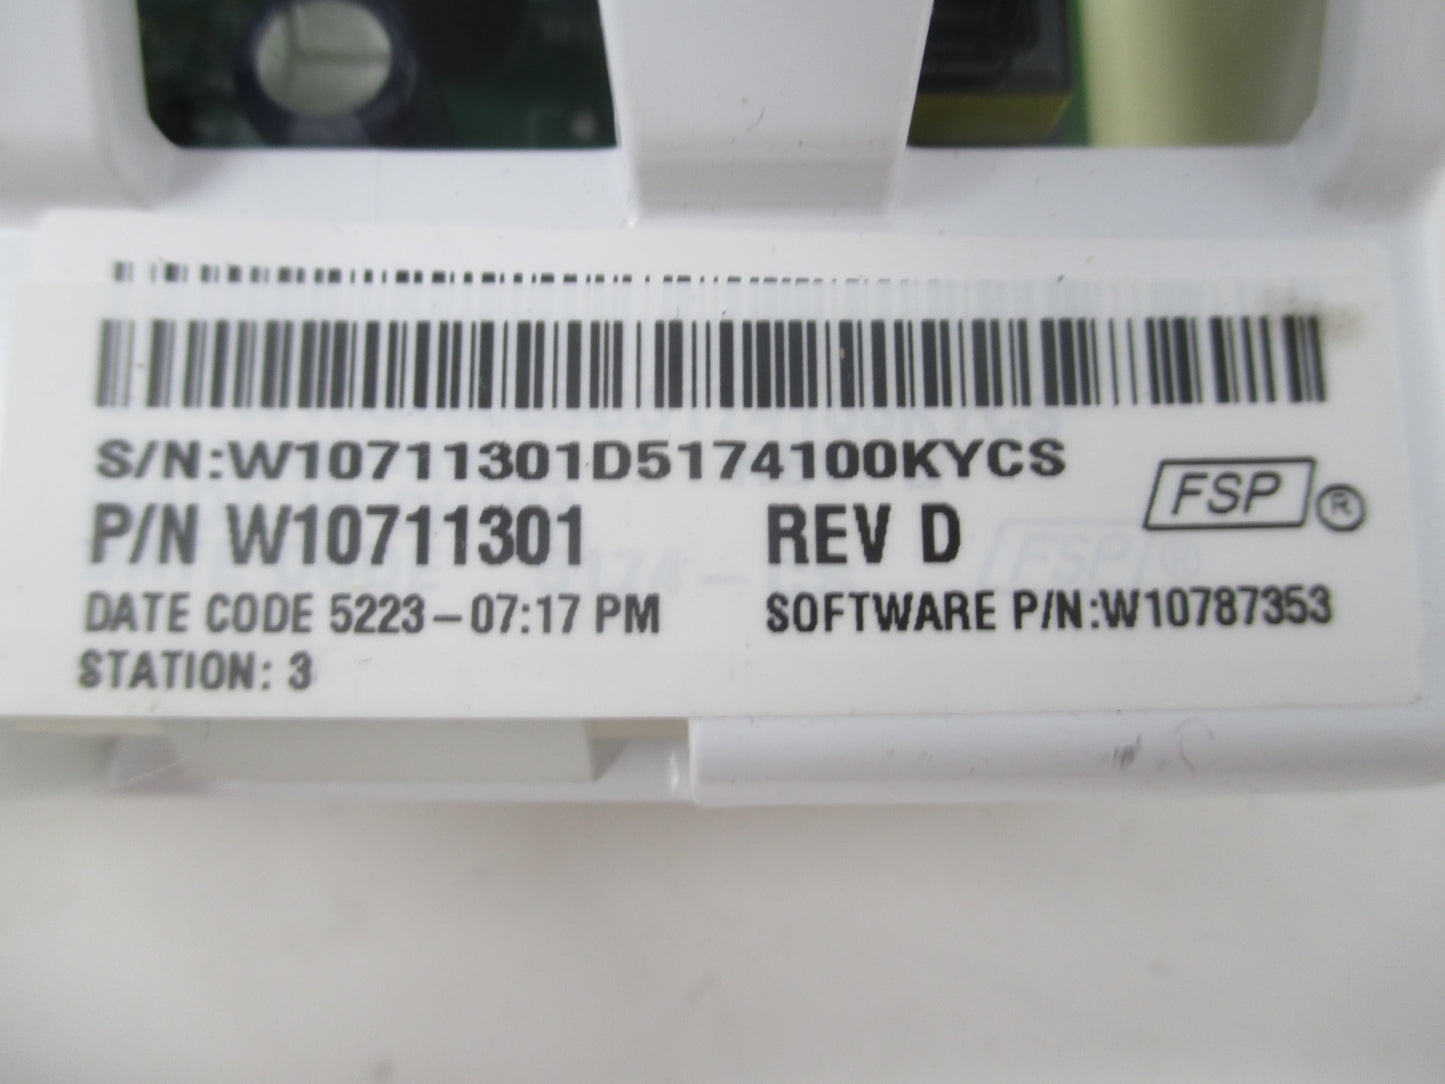 S/N:W10711301D5174100KYCS
P/N W10711301 REV D FSP®
DATE CODE 5223-07:17 PM SOFTWARE P/N:W10787353
STATION: 3